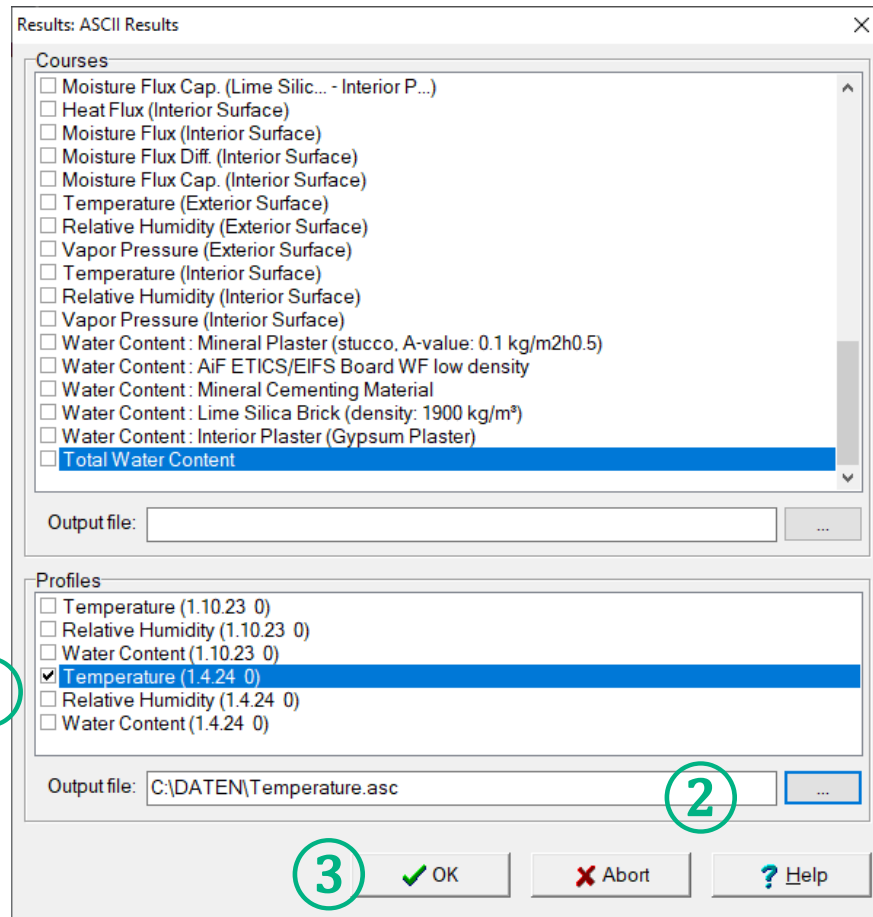 Results: ASCII Results
Courses
Moisture Flux Cap. (Lime Silic... - Interior P...)
Heat Flux (Interior Surface)
Moisture Flux (Interior Surface)
Moisture Flux Diff. (Interior Surface)
Moisture Flux Cap. (Interior Surface)
Temperature (Exterior Surface)
Relative Humidity (Exterior Surface)
Vapor Pressure (Exterior Surface)
Temperature (Interior Surface)
Relative Humidity (Interior Surface)
Vapor Pressure (Interior Surface)
Water Content : Mineral Plaster (stucco, A-value: 0.1 kg/m2h0.5)
Water Content : AiF ETICS/EIFS Board WF low density
Water Content : Mineral Cementing Material
Water Content : Lime Silica Brick (density: 1900 kg/m³)
Water Content : Interior Plaster (Gypsum Plaster)
Total Water Content
Output file: ...
Profiles
Temperature (1.10.23 0)
Relative Humidity (1.10.23 0)
Water Content (1.10.23 0)
Temperature (1.4.24 0)
Relative Humidity (1.4.24 0)
Water Content (1.4.24 0)
Output file: C:\DATEN\Temperature.asc 2 ...
3 OK Abort ? Help